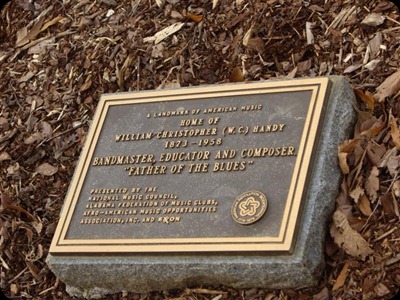 A LANDMARK OF AMERICAN MUSIC
HOME OF
WILLIAM CHRISTOPHER (W.C.) HANDY
1873 - 1958
BANDMASTER, EDUCATOR AND COMPOSER
"FATHER OF THE BLUES"
PRESENTED BY THE
NATIONAL MUSIC COUNCIL,
ALABAMA FEDERATION OF MUSIC CLUBS,
AFRO-AMERICAN MUSIC OPPORTUNITIES
ASSOCIATION, INC. AND EXXON